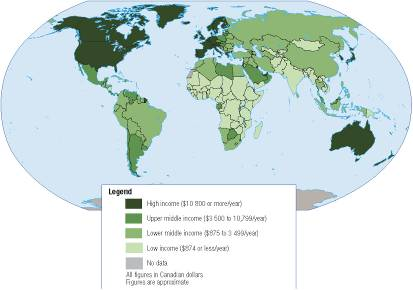 Legend
High income ($10 800 or more/year)
Upper middle income ($3 500 to 10,799/year)
Lower middle income ($875 to 3 499/year)
Low income ($874 or less/year)
No data
All figures in Canadian dollars
Figures are approximate